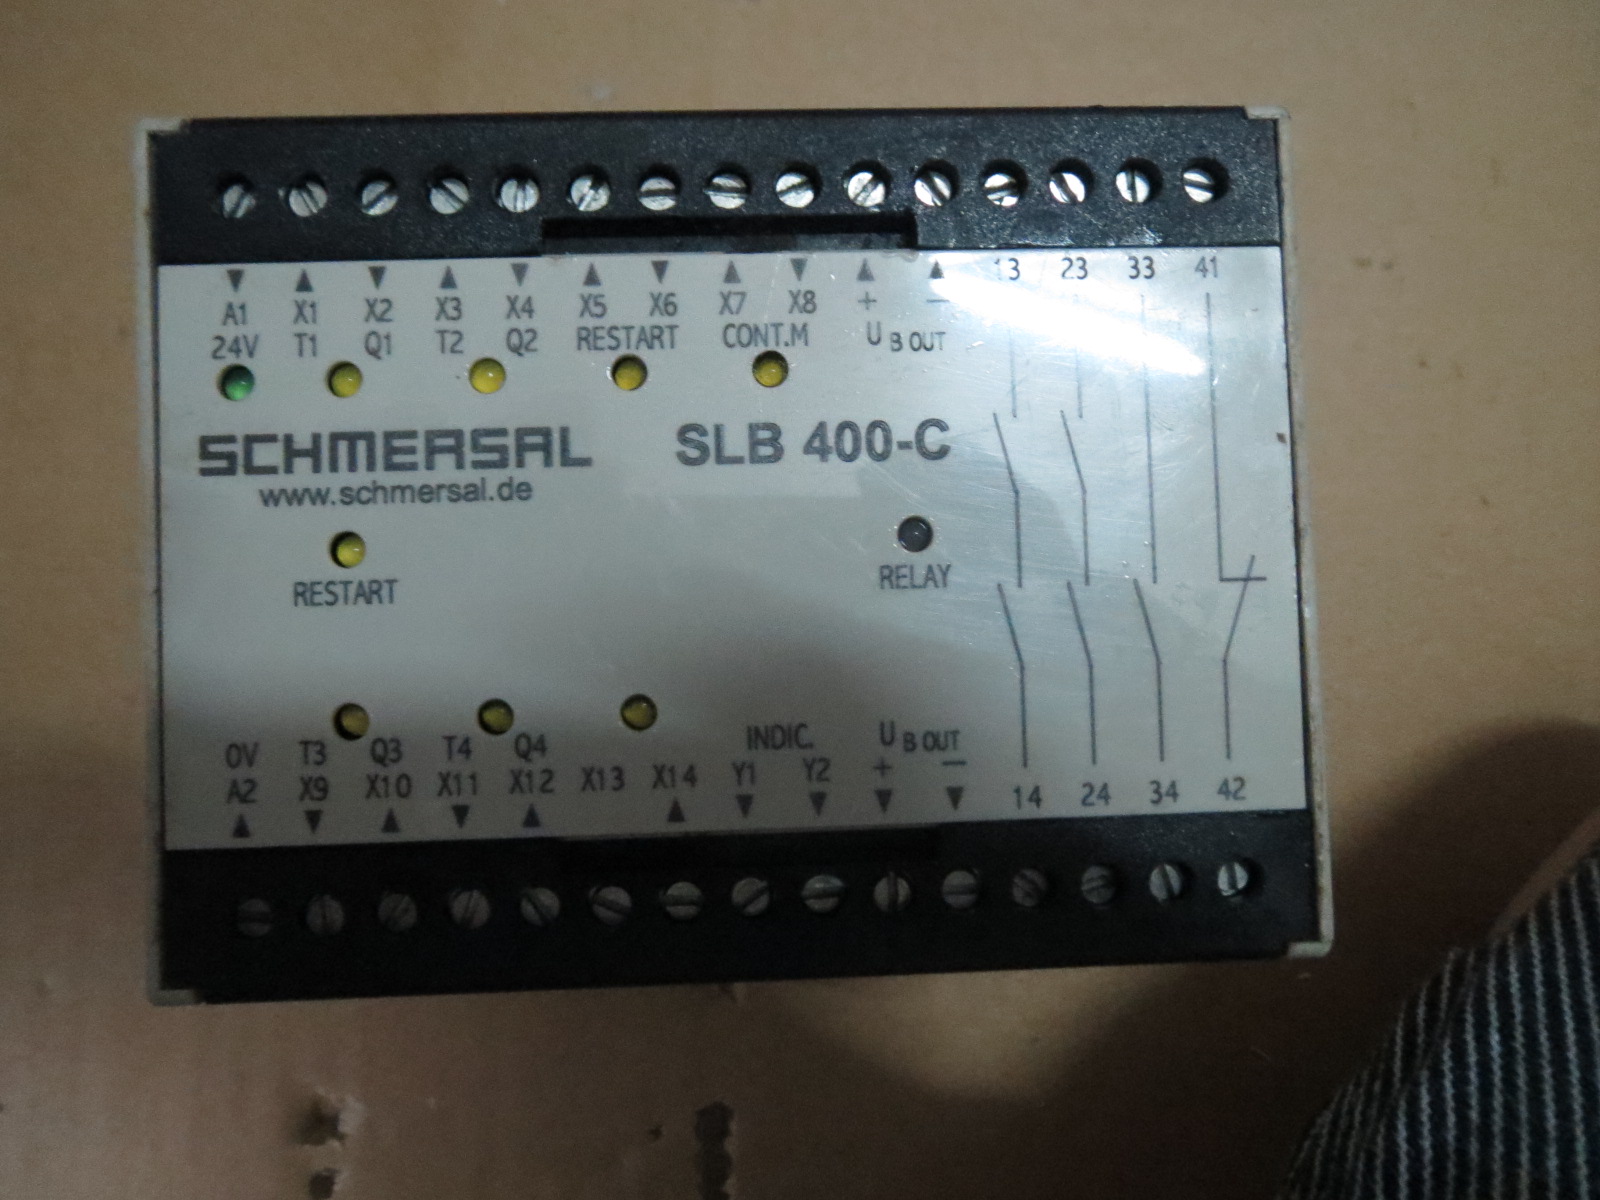 13 23 33 41
A1 X1 X2 X3 X4 X5 X6 X7 X8 + −
24V T1 Q1 T2 Q2 RESTART CONT.M U B OUT
SCHMERSAL SLB 400-C
www.schmersal.de
RESTART RELAY
0V T3 Q3 T4 Q4 INDIC. U B OUT
A2 X9 X10 X11 X12 X13 X14 Y1 Y2 + −
14 24 34 42